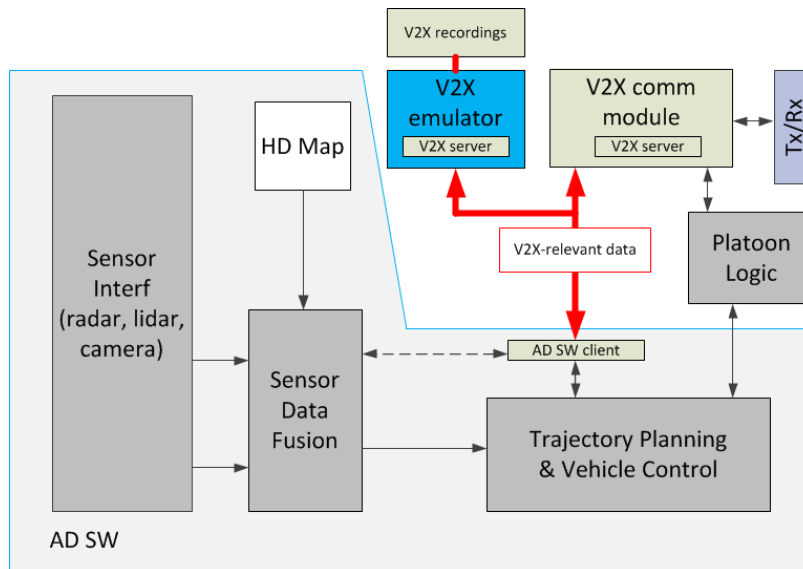 V2X recordings
V2X
emulator
V2X server
V2X comm
module
V2X server
Tx/Rx
HD Map
V2X-relevant data
Platoon
Logic
Sensor
Interf
(radar, lidar,
camera)
AD SW client
Sensor
Data
Fusion
Trajectory Planning
& Vehicle Control
AD SW